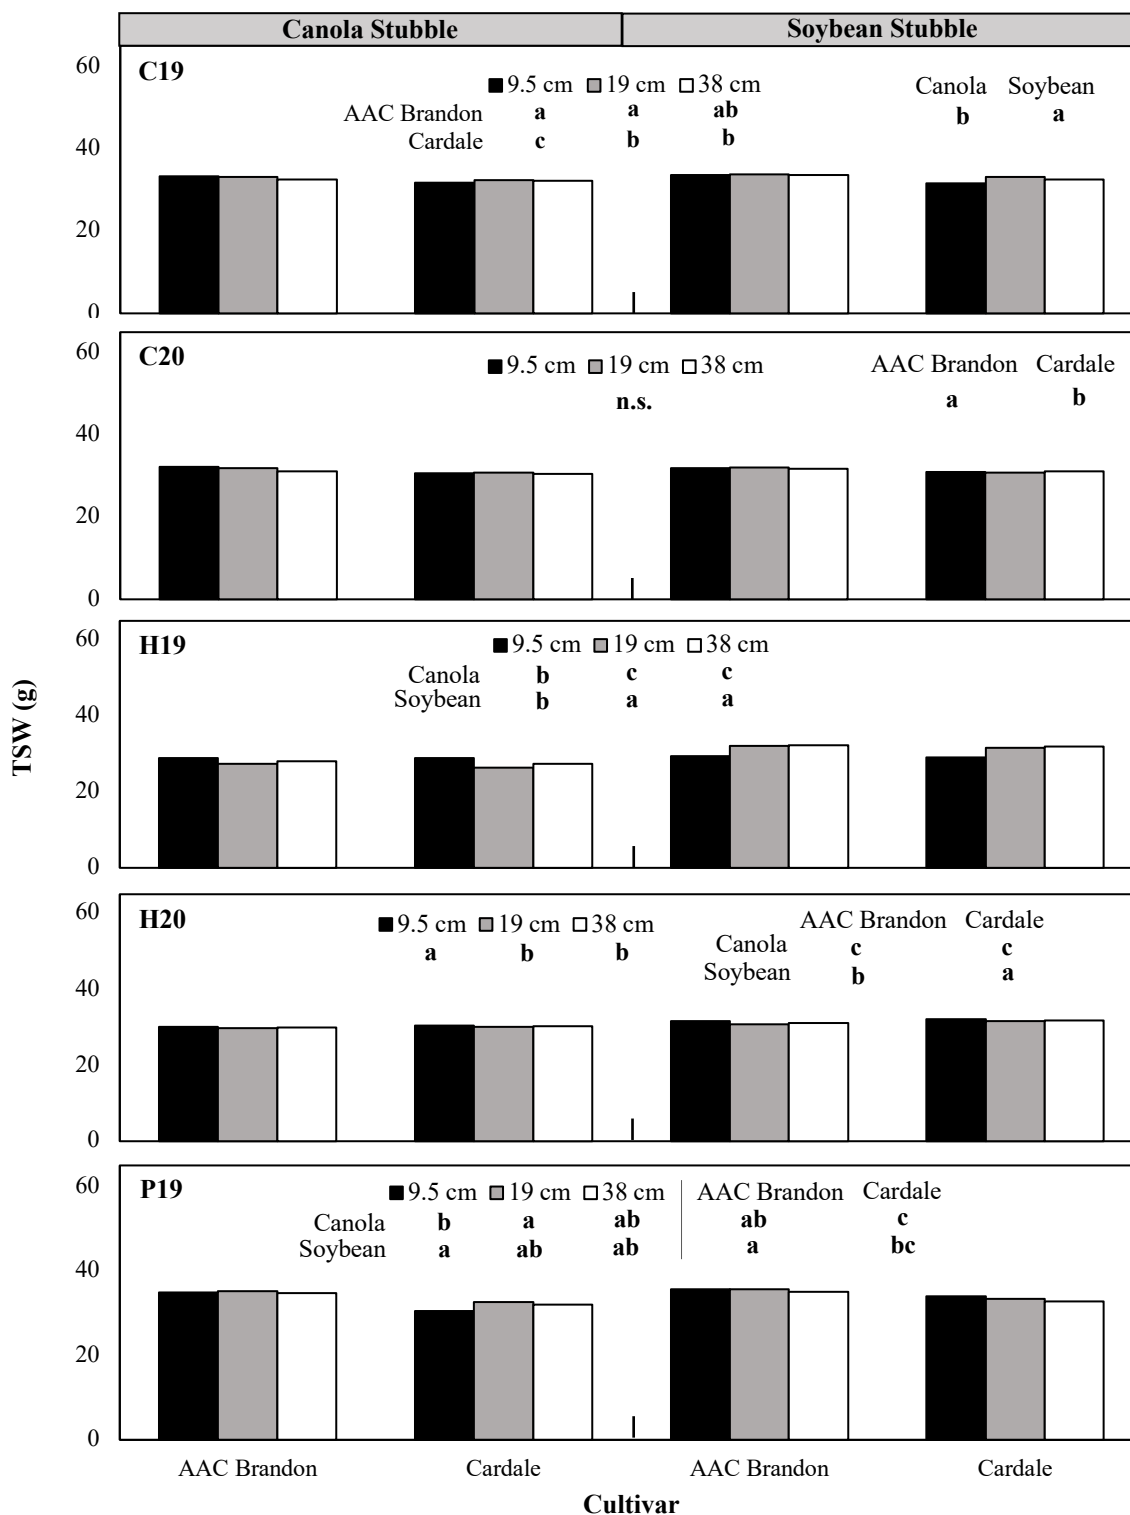 Canola Stubble Soybean Stubble
60 C19 9.5 cm 19 cm 38 cm Canola Soybean
AAC Brandon a a ab b a
Cardale c b b
40
20
0
60 C20 9.5 cm 19 cm 38 cm AAC Brandon Cardale
n.s. a b
40
20
0
60 H19 9.5 cm 19 cm 38 cm
Canola b c c
Soybean b a a
40
20
0
TSW (g)
60 H20 9.5 cm 19 cm 38 cm AAC Brandon Cardale
a b b Canola c c
Soybean b a
40
20
0
60 P19 9.5 cm 19 cm 38 cm AAC Brandon Cardale
Canola b a ab ab c
Soybean a ab ab a bc
40
20
0
AAC Brandon Cardale AAC Brandon Cardale
Cultivar